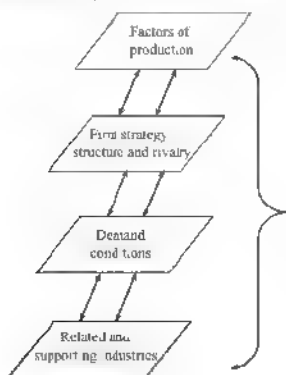 Factors of
production
Firm strategy
structure and rivalry
Demand
conditions
Related and
supporting industries